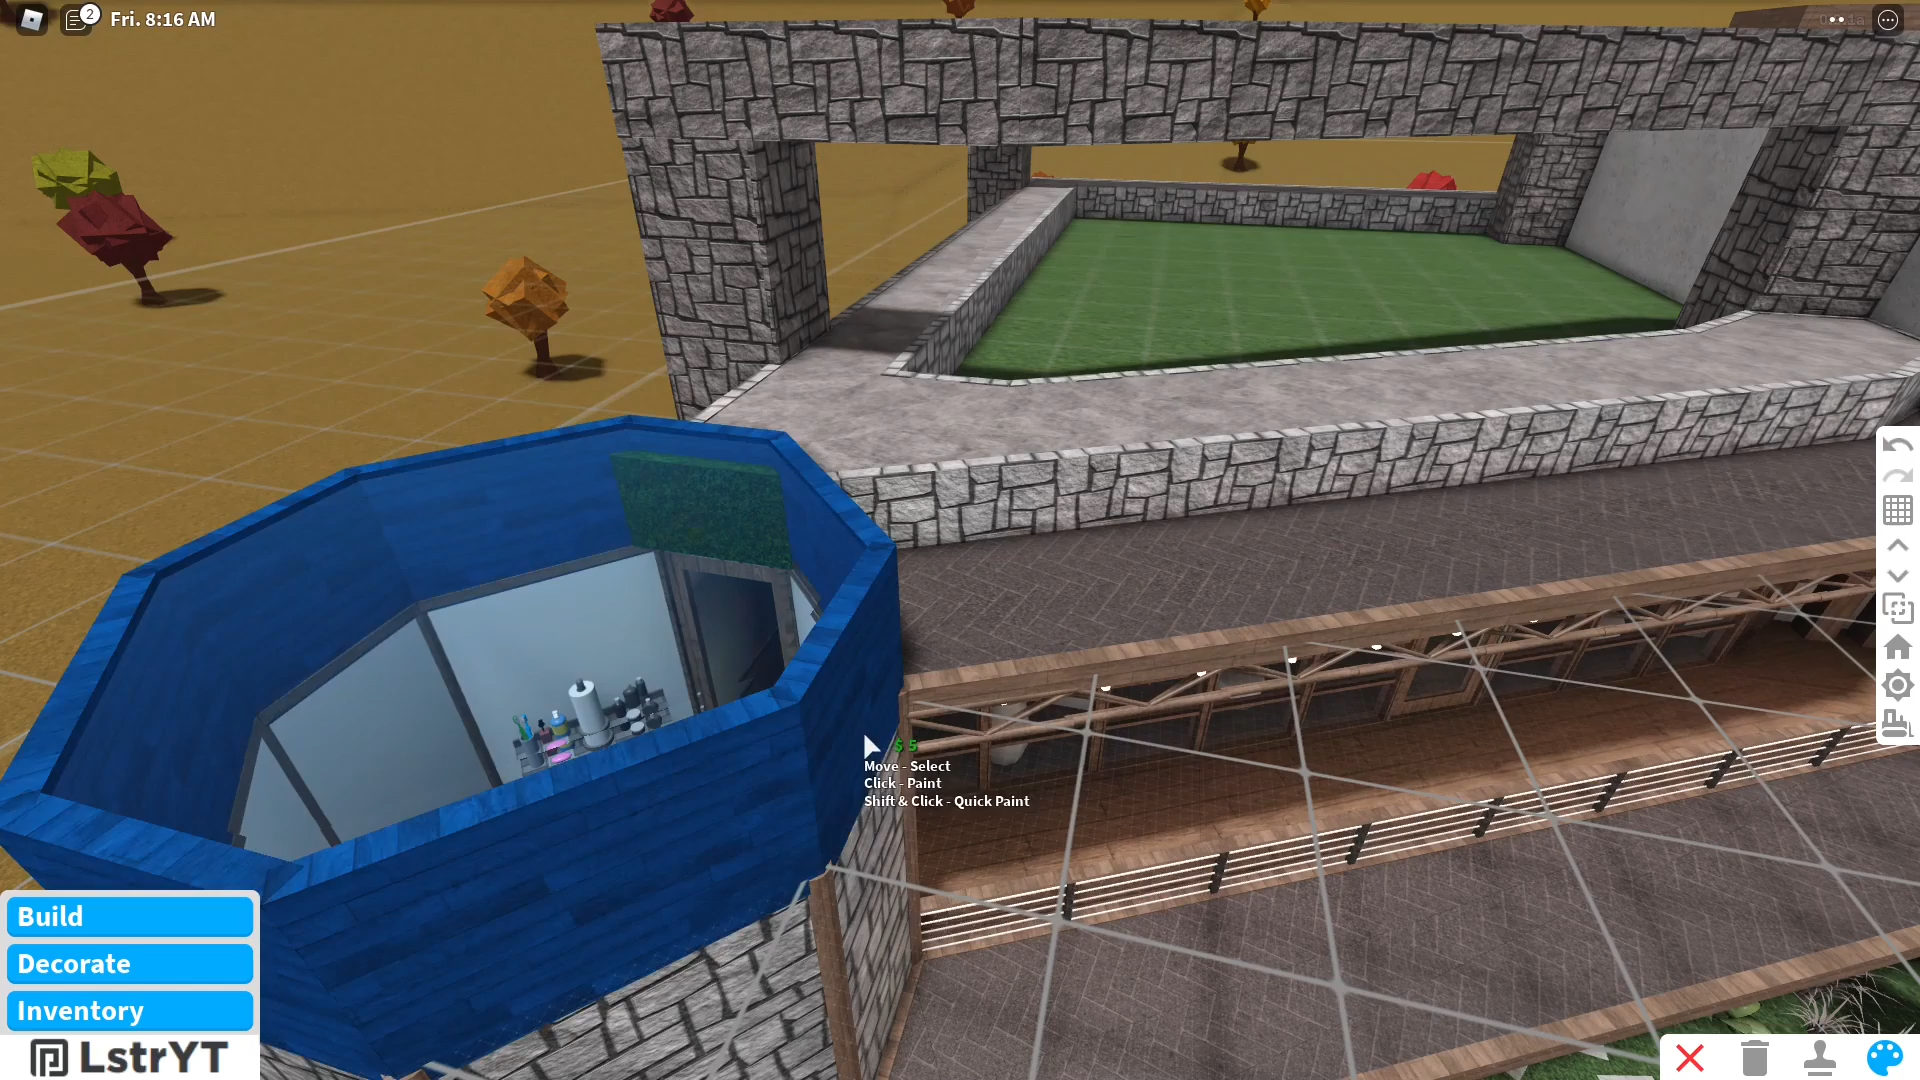 2
Fri. 8:16 AM
$ 5
Move - Select
Click - Paint
Shift & Click - Quick Paint
Build
Decorate
Inventory
LstrYT